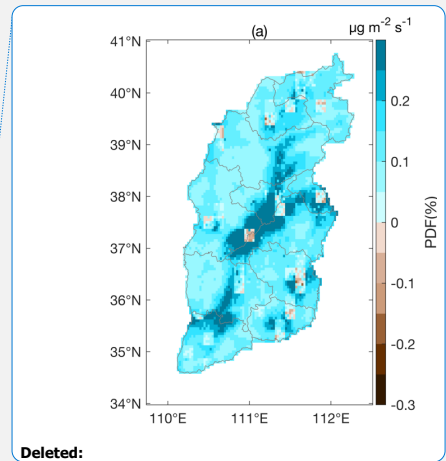 (a)
µg m⁻² s⁻¹
41°N
40°N
39°N
38°N
37°N
36°N
35°N
34°N
110°E
111°E
112°E
0.2
0.1
0
-0.1
-0.2
-0.3
PDF(%)
Deleted: